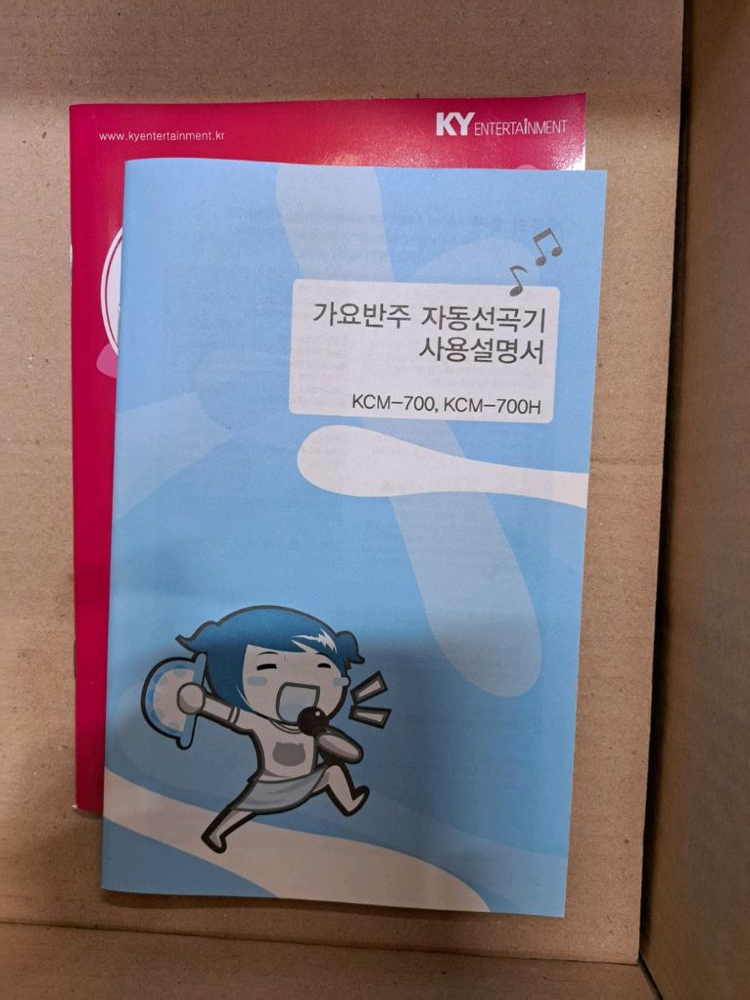 www.kyentertainment.kr
KY ENTERTAINMENT
가요반주 자동선곡기
사용설명서
KCM-700, KCM-700H